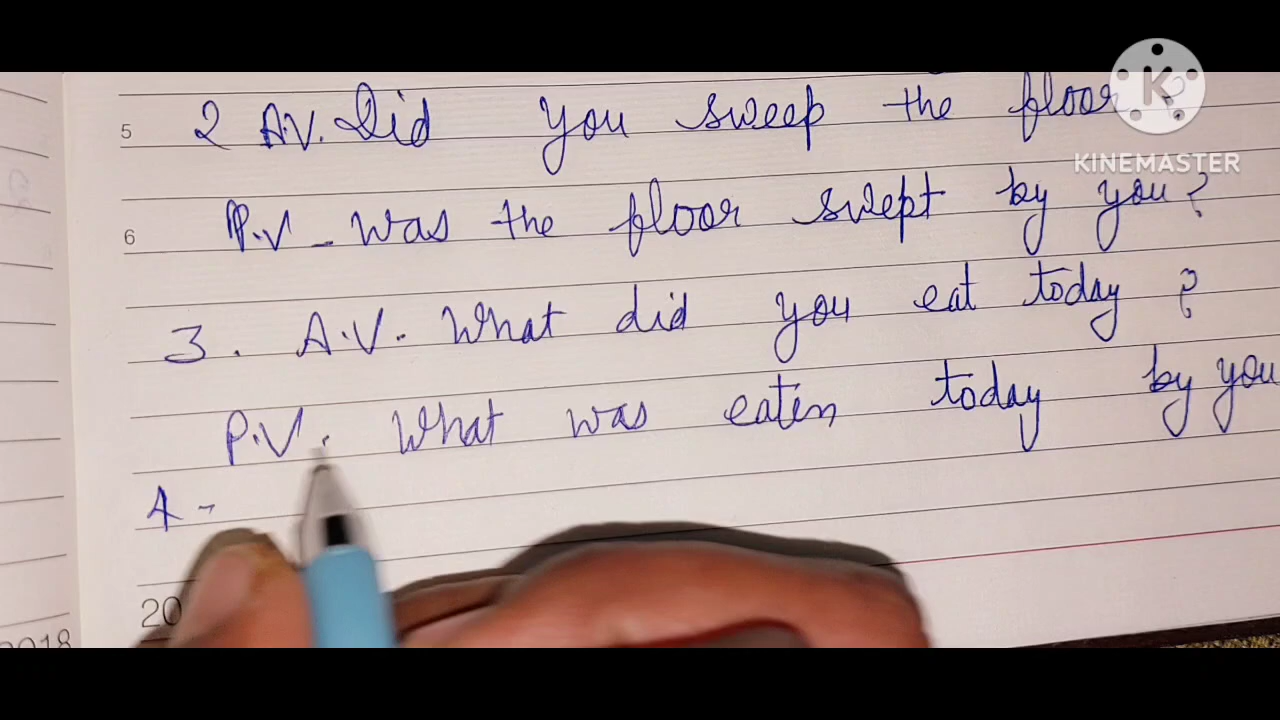 2 A.V. Did you sweep the floor ?
KINEMASTER
P.V - Was the floor swept by you?
3. A.V. What did you eat today ?
P.V. What was eaten today by you
4 -
5
6
20
2018